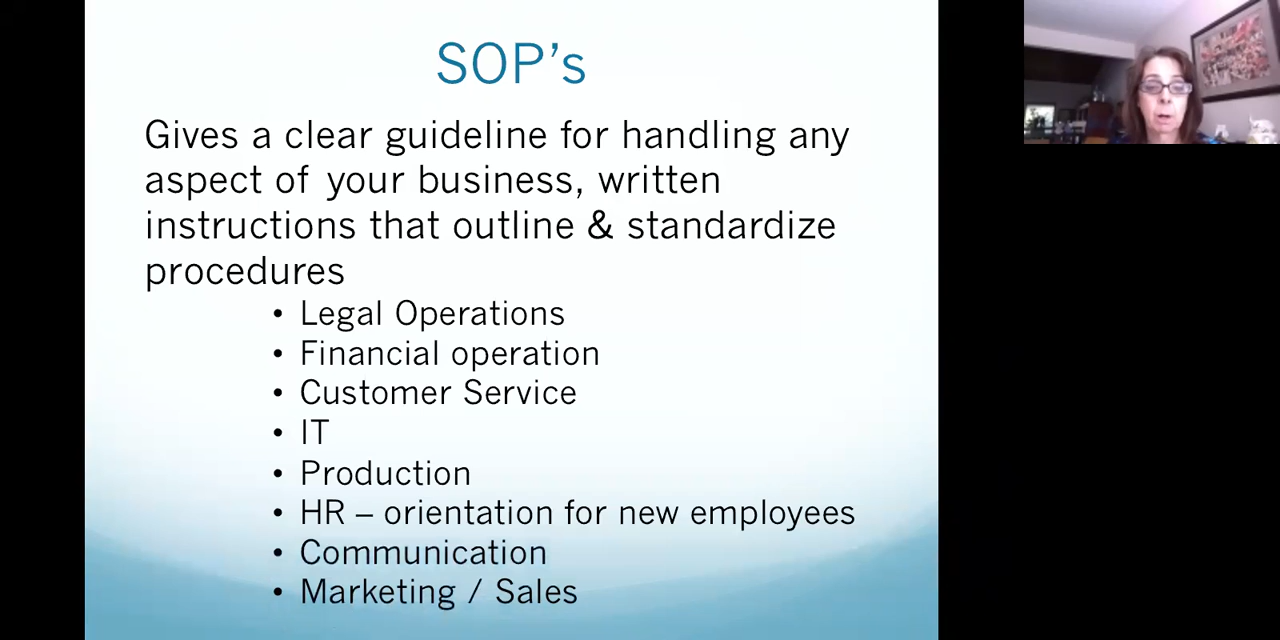 SOP's
Gives a clear guideline for handling any
aspect of your business, written
instructions that outline & standardize
procedures
• Legal Operations
• Financial operation
• Customer Service
• IT
• Production
• HR – orientation for new employees
• Communication
• Marketing / Sales